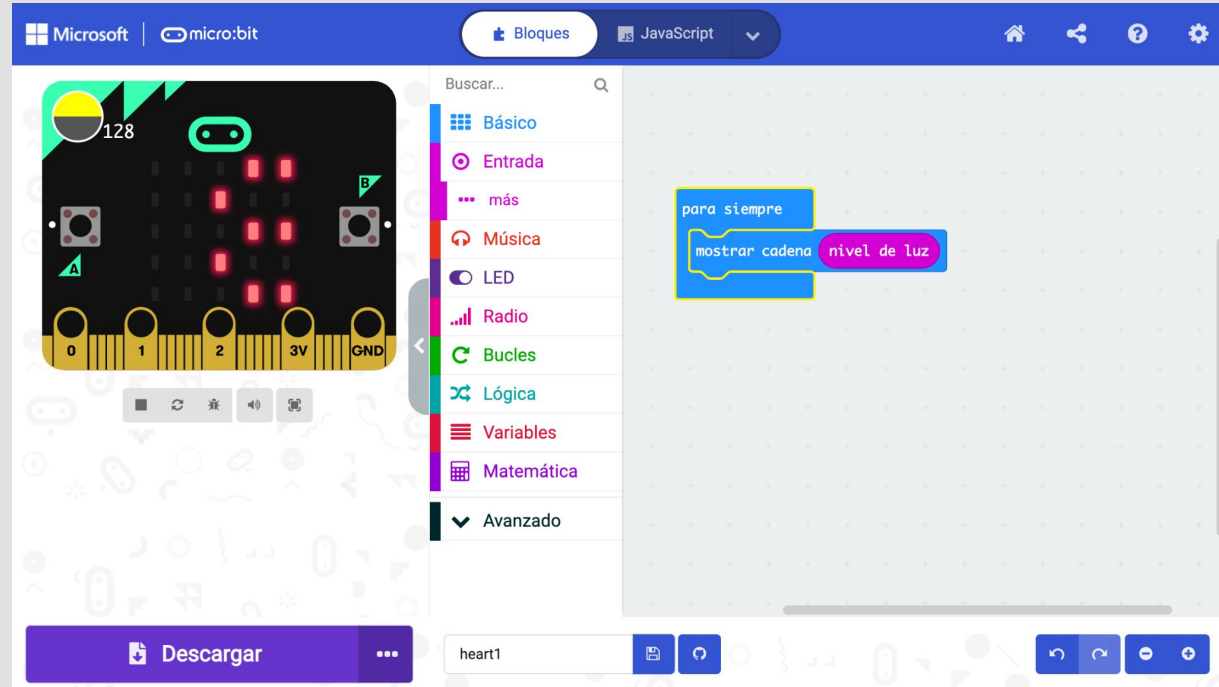 Microsoft micro:bit
Bloques
JS JavaScript
128
B
A
0 1 2 3V GND
Buscar...
Básico
Entrada
más
Música
LED
Radio
Bucles
Lógica
Variables
Matemática
Avanzado
para siempre
mostrar cadena nivel de luz
Descargar
heart1